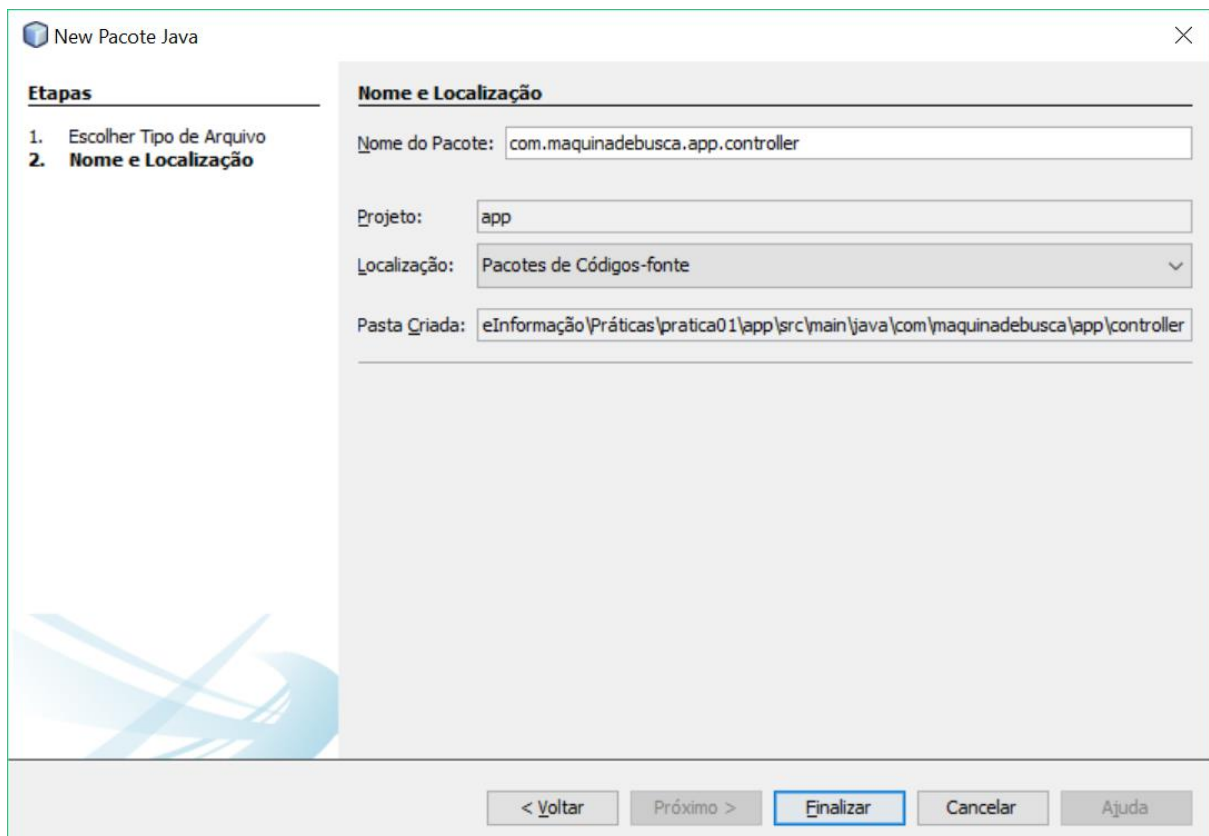 New Pacote Java
Etapas
1. Escolher Tipo de Arquivo
2. Nome e Localização
Nome e Localização
Nome do Pacote: com.maquinadebusca.app.controller
Projeto: app
Localização: Pacotes de Códigos-fonte
Pasta Criada: eInformação\Práticas\pratica01\app\src\main\java\com\maquinadebusca\app\controller
< Voltar Próximo > Finalizar Cancelar Ajuda